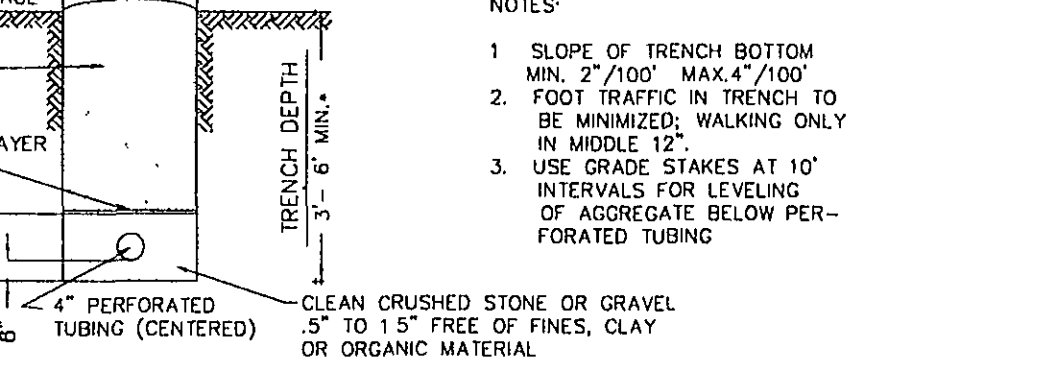 NOTES:
1 SLOPE OF TRENCH BOTTOM
MIN. 2"/100' MAX.4"/100'
2. FOOT TRAFFIC IN TRENCH TO
BE MINIMIZED; WALKING ONLY
IN MIDDLE 12".
3. USE GRADE STAKES AT 10'
INTERVALS FOR LEVELING
OF AGGREGATE BELOW PER-
FORATED TUBING
AYER
TRENCH DEPTH
3'- 6' MIN.*
4" PERFORATED
TUBING (CENTERED)
CLEAN CRUSHED STONE OR GRAVEL
.5" TO 1 5" FREE OF FINES, CLAY
OR ORGANIC MATERIAL